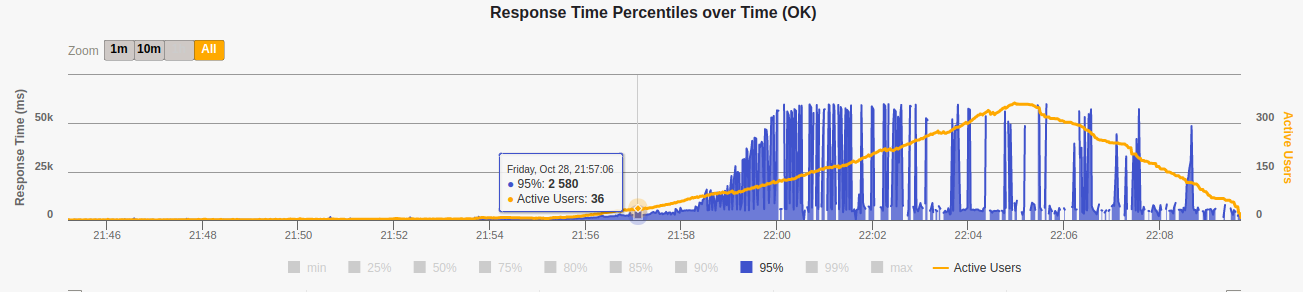 Response Time Percentiles over Time (OK)
Zoom 1m 10m All
Response Time (ms)
50k
25k
0
Friday, Oct 28, 21:57:06
95%: 2 580
Active Users: 36
300
150
0
Active Users
21:46 21:48 21:50 21:52 21:54 21:56 21:58 22:00 22:02 22:04 22:06 22:08
min 25% 50% 75% 80% 85% 90% 95% 99% max Active Users